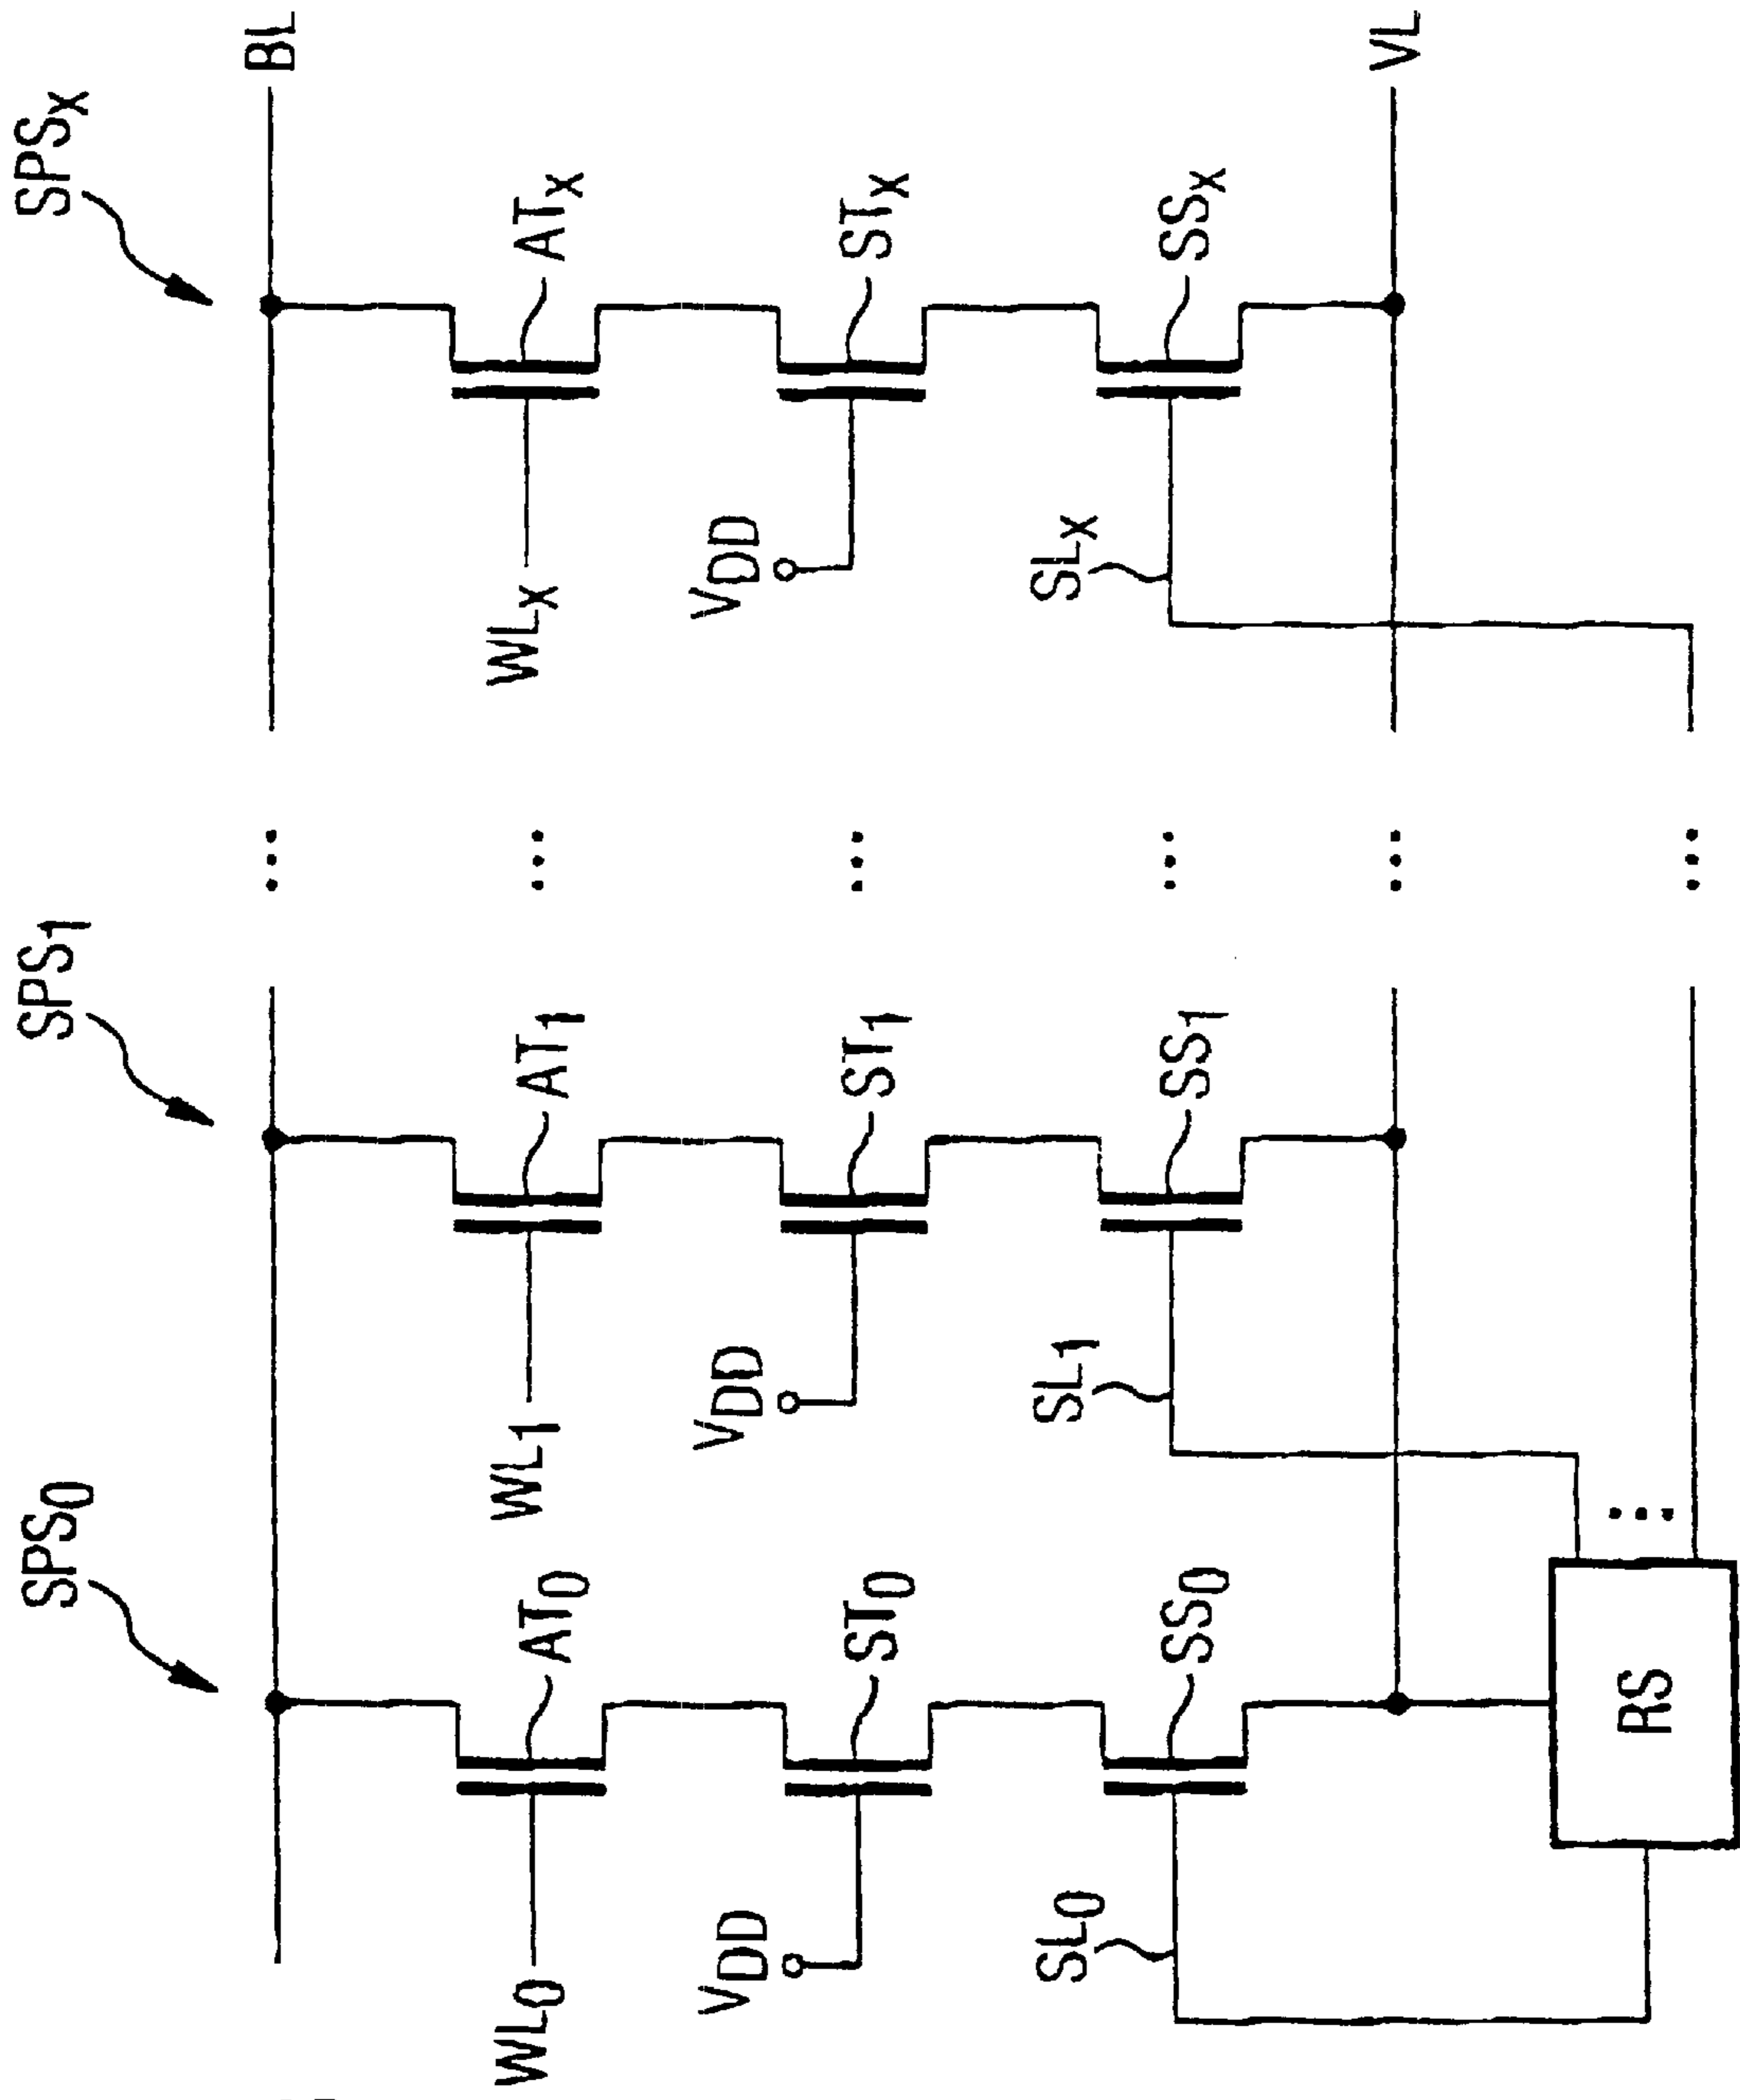 SPS0
SPS1
SPSx
BL
AT0
AT1
ATx
WL0
WL1
WLx
ST0
ST1
STx
VDD
VDD
VDD
SS0
SS1
SSx
SL0
SL1
SLx
VL
RS